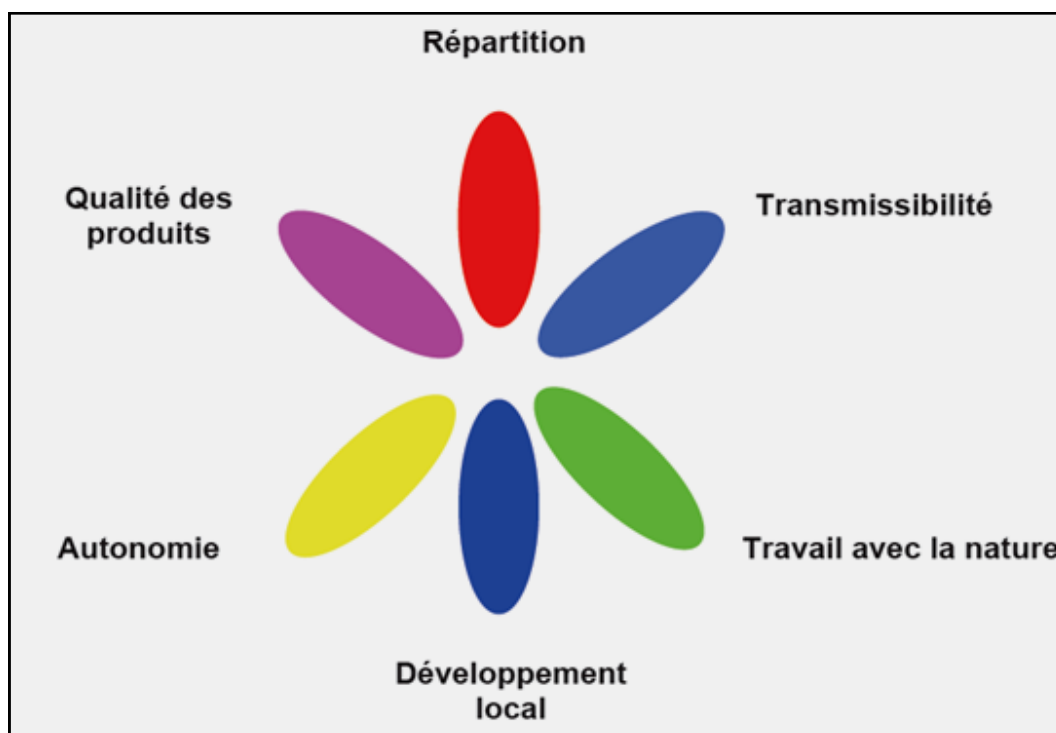 Répartition
Qualité des
produits
Transmissibilité
Autonomie
Travail avec la nature
Développement
local